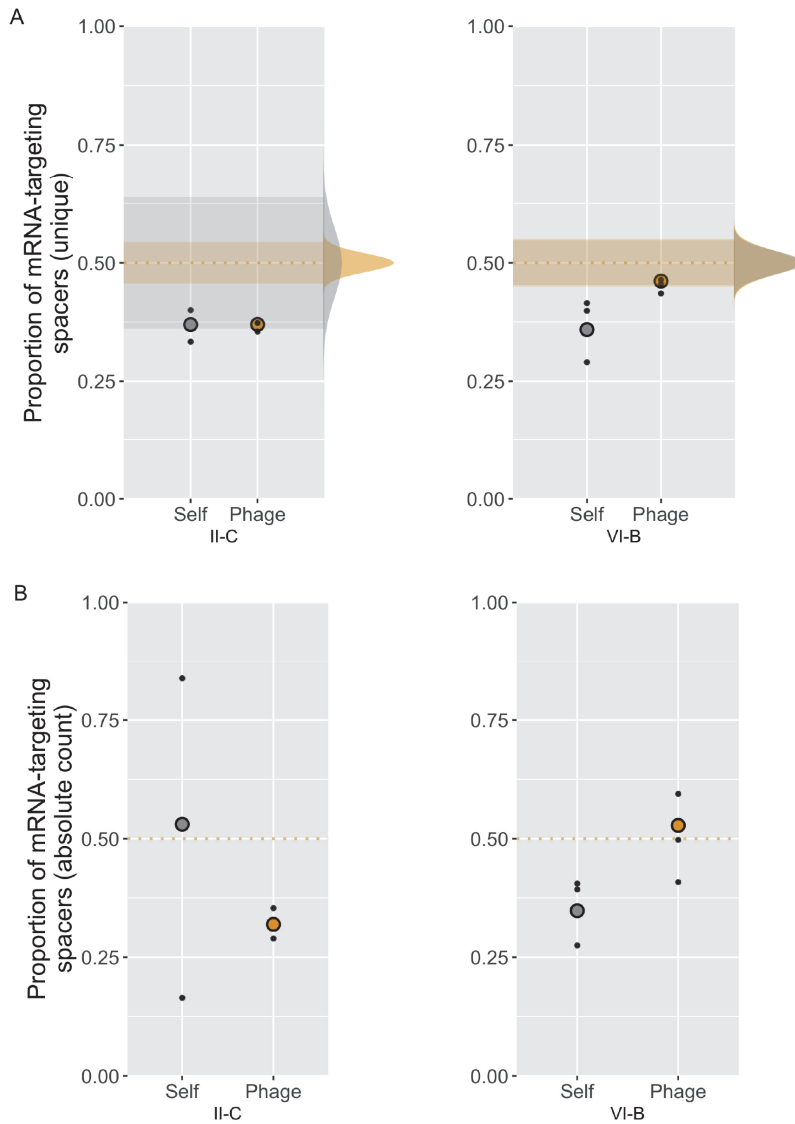 A
Proportion of mRNA-targeting
spacers (unique)
1.00
0.75
0.50
0.25
0.00
Self Phage
II-C
1.00
0.75
0.50
0.25
0.00
Self Phage
VI-B
B
Proportion of mRNA-targeting
spacers (absolute count)
1.00
0.75
0.50
0.25
0.00
Self Phage
II-C
1.00
0.75
0.50
0.25
0.00
Self Phage
VI-B